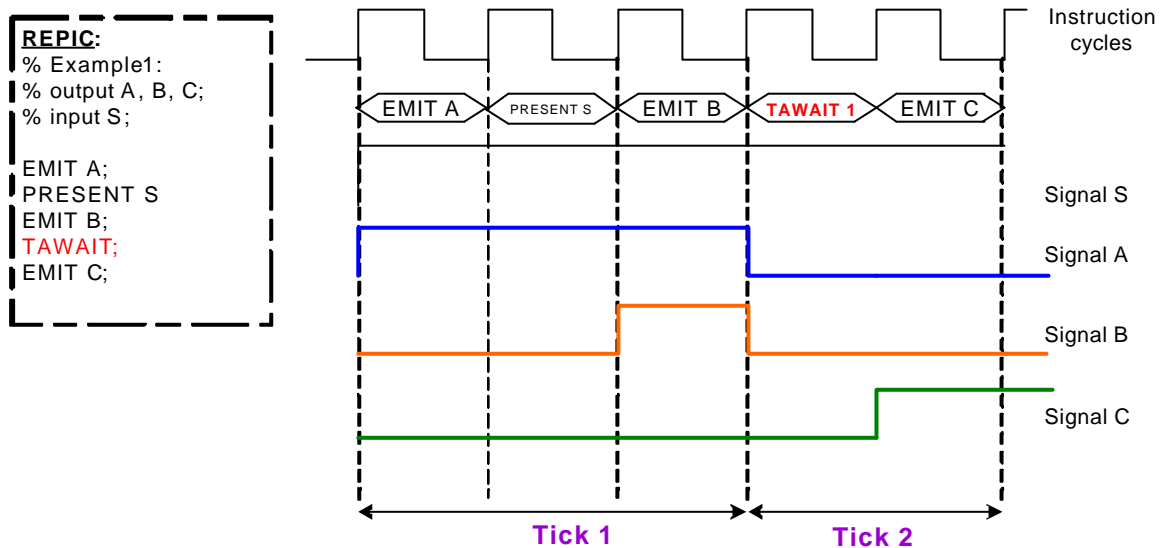 REPIC:
% Example1:
% output A, B, C;
% input S;
EMIT A;
PRESENT S
EMIT B;
TAWAIT;
EMIT C;
Instruction
cycles
EMIT A
PRESENT S
EMIT B
TAWAIT 1
EMIT C
Signal S
Signal A
Signal B
Signal C
Tick 1
Tick 2